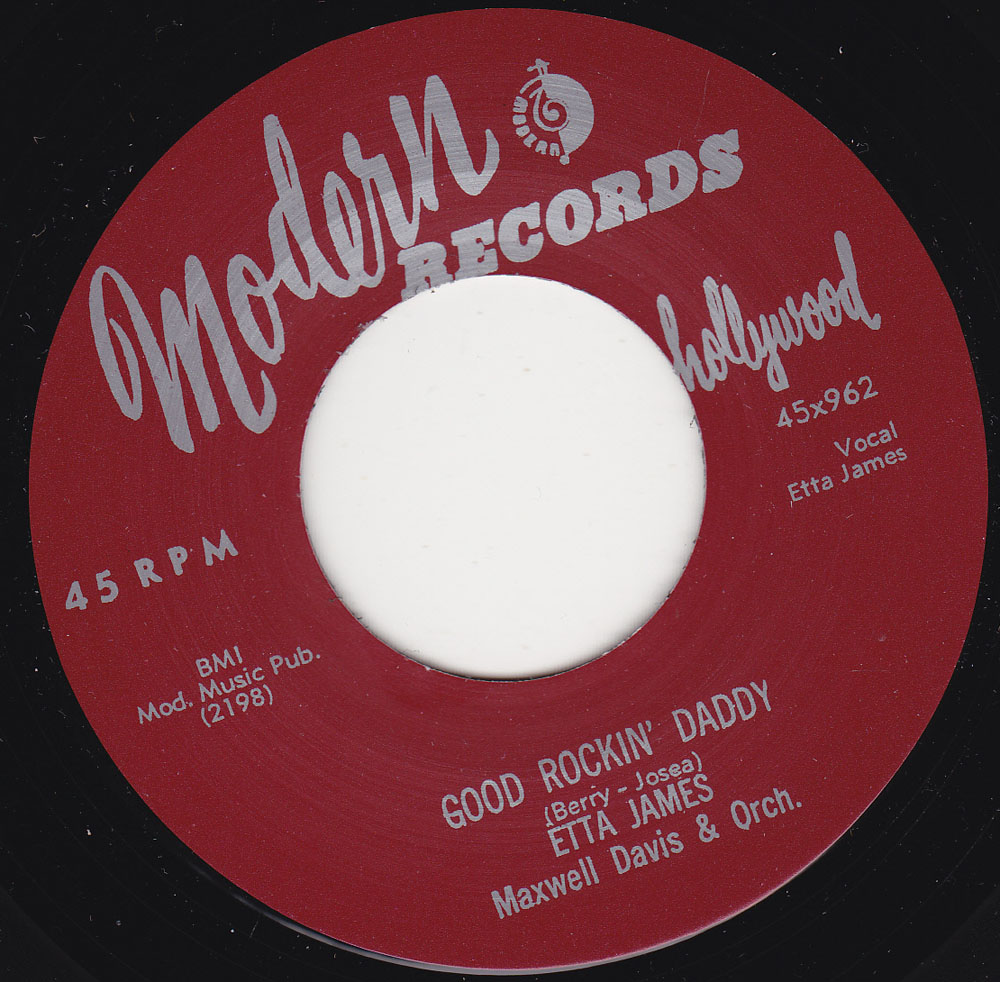 Modern
MODERN
RECORDS
hollywood
45x962
Vocal
Etta James
45 RPM
BMI
Mod. Music Pub.
(2198)
GOOD ROCKIN' DADDY
(Berry - Josea)
ETTA JAMES
Maxwell Davis & Orch.